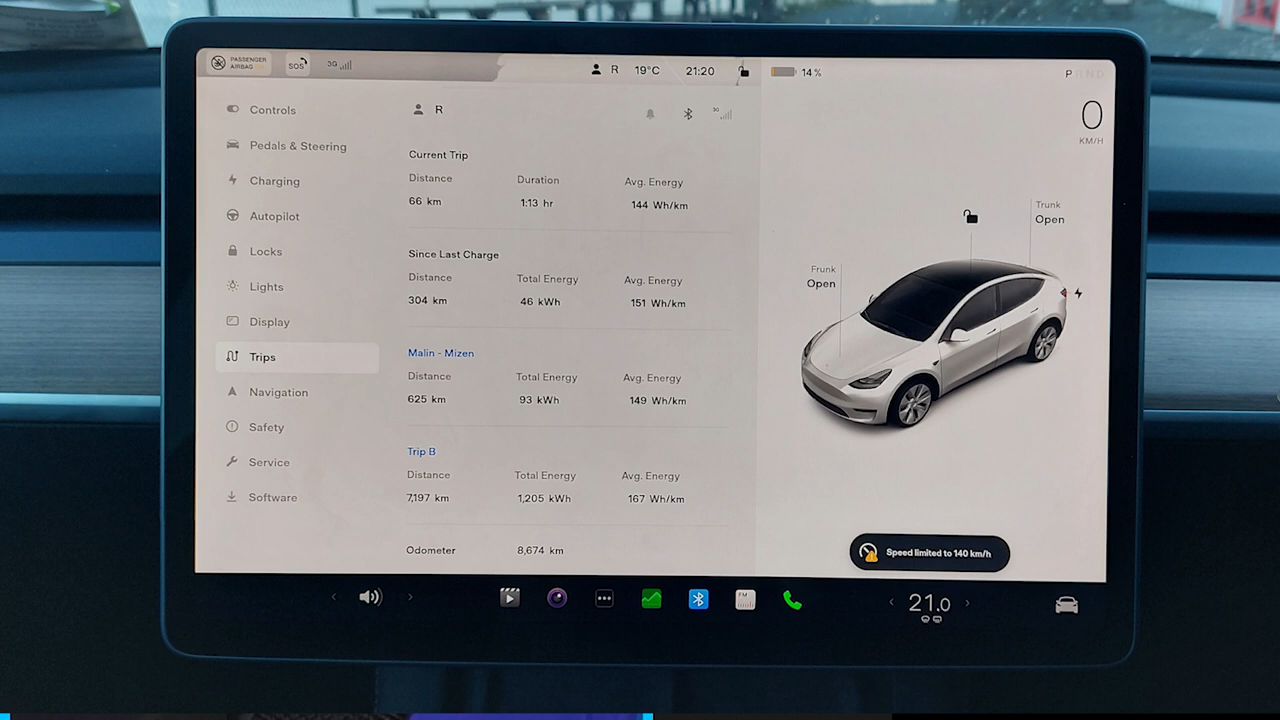 PASSENGER
AIRBAG
SOS
3G
R
19°C
21:20
14 %
P R N D
Controls
Pedals & Steering
Charging
Autopilot
Locks
Lights
Display
Trips
Navigation
Safety
Service
Software
R
3G
Current Trip
Distance Duration Avg. Energy
66 km 1:13 hr 144 Wh/km
Since Last Charge
Distance Total Energy Avg. Energy
304 km 46 kWh 151 Wh/km
Malin - Mizen
Distance Total Energy Avg. Energy
625 km 93 kWh 149 Wh/km
Trip B
Distance Total Energy Avg. Energy
7,197 km 1,205 kWh 167 Wh/km
Odometer 8,674 km
0
KM/H
Trunk
Open
Frunk
Open
Speed limited to 140 km/h
FM
21.0